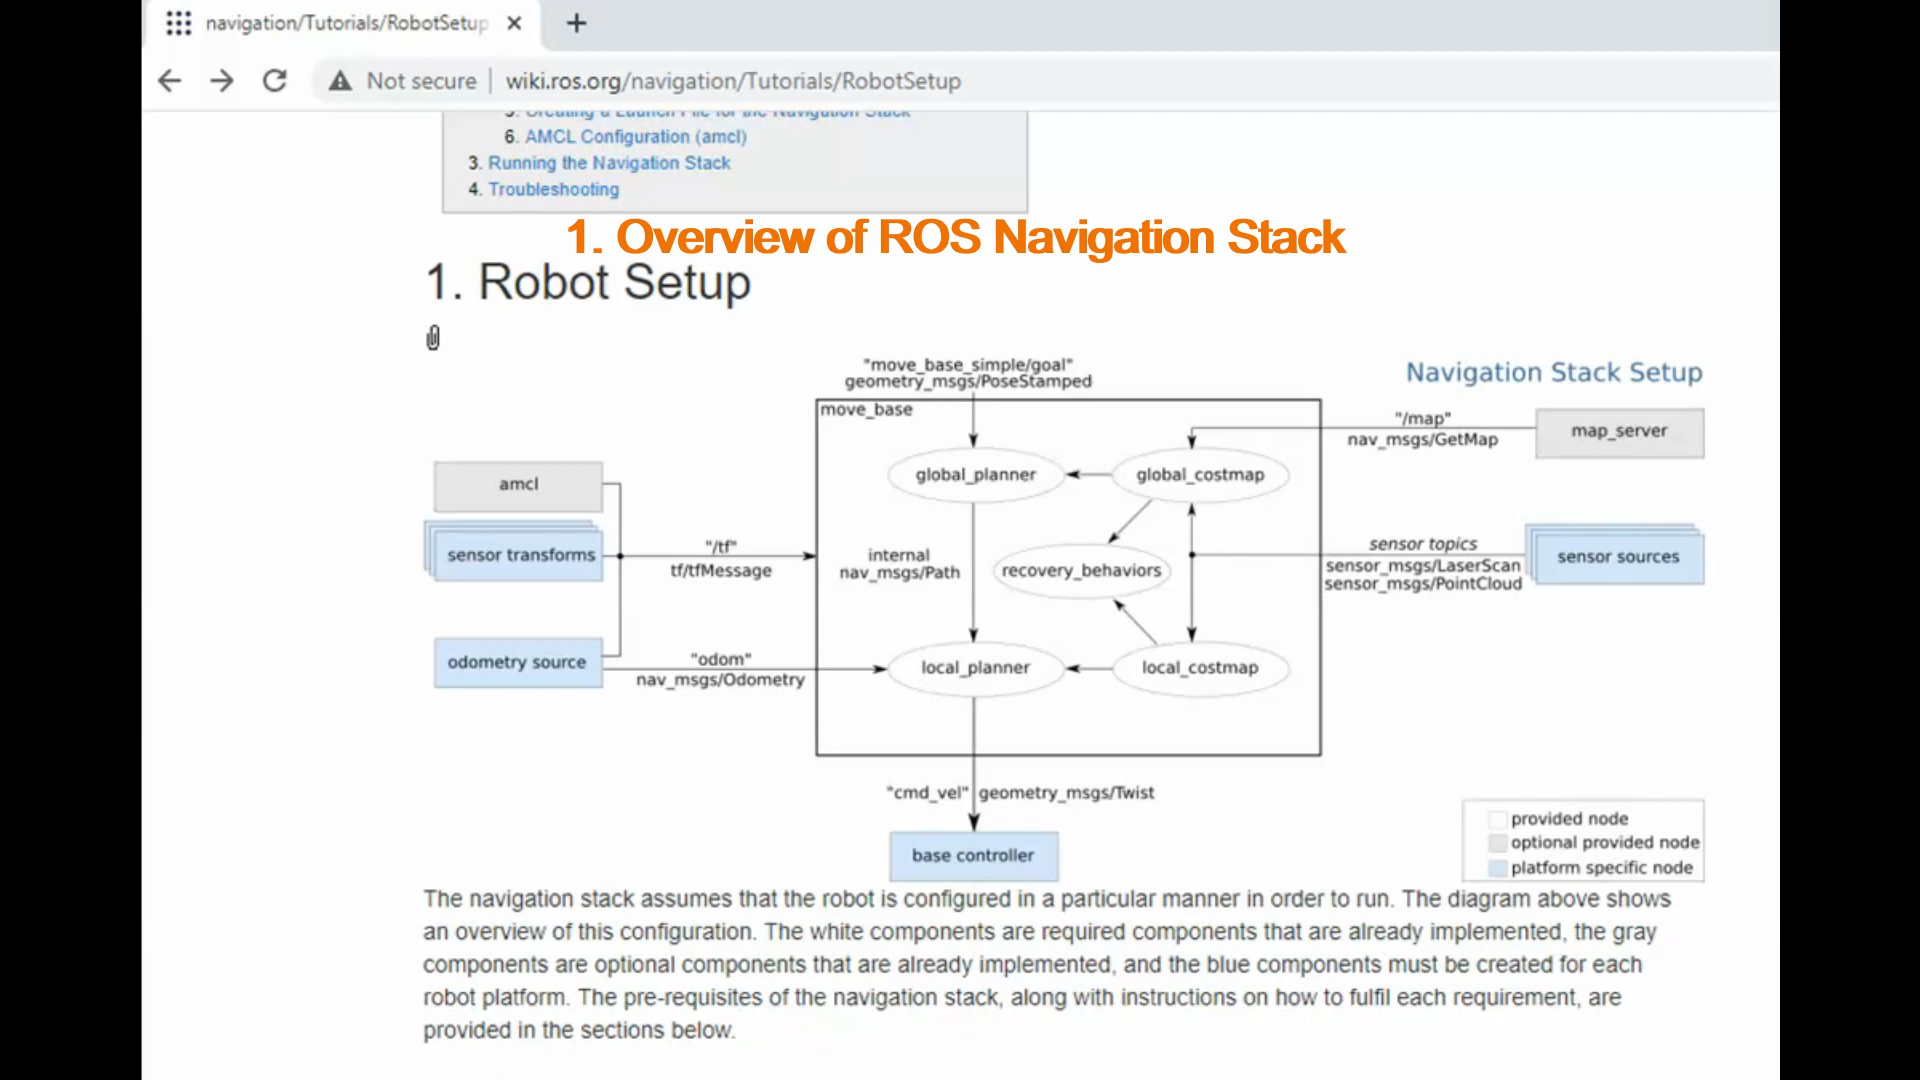 navigation/Tutorials/RobotSetup
Not secure
wiki.ros.org/navigation/Tutorials/RobotSetup
5. Creating a Launch File for the Navigation Stack
6. AMCL Configuration (amcl)
3. Running the Navigation Stack
4. Troubleshooting
1. Overview of ROS Navigation Stack
1. Robot Setup
"move_base_simple/goal"
geometry_msgs/PoseStamped
Navigation Stack Setup
move_base
"/map"
nav_msgs/GetMap
map_server
global_planner
global_costmap
amcl
sensor transforms
"/tf"
tf/tfMessage
internal
nav_msgs/Path
recovery_behaviors
sensor topics
sensor_msgs/LaserScan
sensor_msgs/PointCloud
sensor sources
odometry source
"odom"
nav_msgs/Odometry
local_planner
local_costmap
"cmd_vel"
geometry_msgs/Twist
base controller
provided node
optional provided node
platform specific node
The navigation stack assumes that the robot is configured in a particular manner in order to run. The diagram above shows
an overview of this configuration. The white components are required components that are already implemented, the gray
components are optional components that are already implemented, and the blue components must be created for each
robot platform. The pre-requisites of the navigation stack, along with instructions on how to fulfil each requirement, are
provided in the sections below.